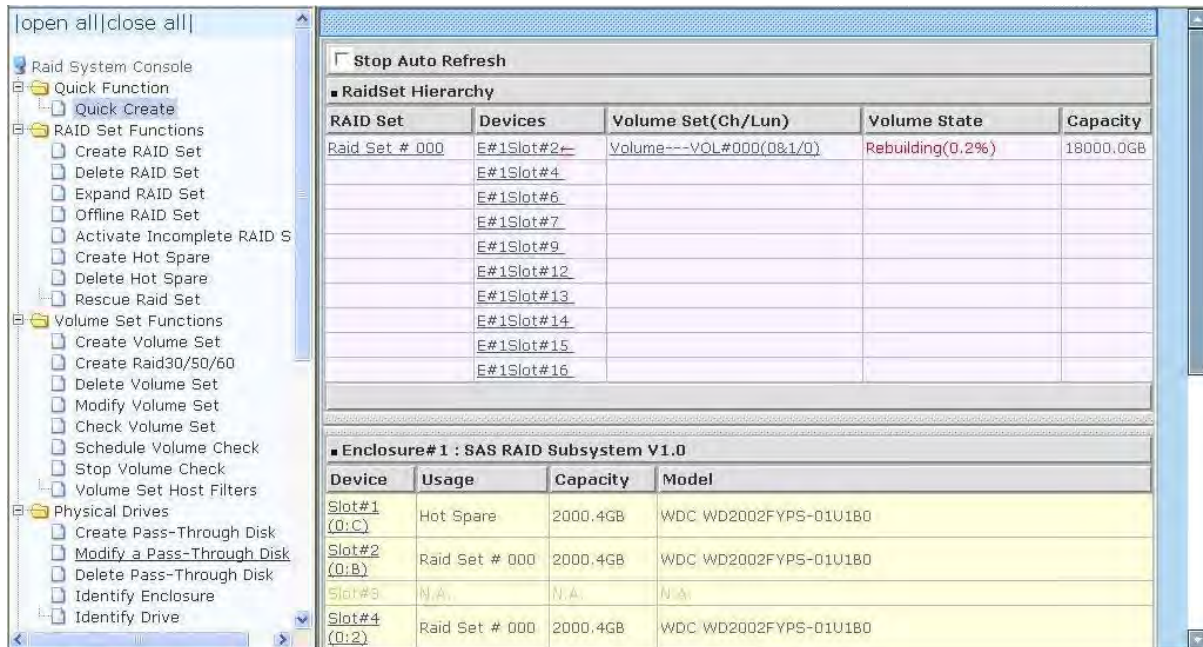 |open all|close all|
Raid System Console
Quick Function
Quick Create
RAID Set Functions
Create RAID Set
Delete RAID Set
Expand RAID Set
Offline RAID Set
Activate Incomplete RAID S
Create Hot Spare
Delete Hot Spare
Rescue Raid Set
Volume Set Functions
Create Volume Set
Create Raid30/50/60
Delete Volume Set
Modify Volume Set
Check Volume Set
Schedule Volume Check
Stop Volume Check
Volume Set Host Filters
Physical Drives
Create Pass-Through Disk
Modify a Pass-Through Disk
Delete Pass-Through Disk
Identify Enclosure
Identify Drive
Stop Auto Refresh
RaidSet Hierarchy
RAID Set Devices Volume Set(Ch/Lun) Volume State Capacity
Raid Set # 000 E#1Slot#2← Volume---VOL#000(0&1/0) Rebuilding(0.2%) 18000.0GB
E#1Slot#4
E#1Slot#6
E#1Slot#7
E#1Slot#9
E#1Slot#12
E#1Slot#13
E#1Slot#14
E#1Slot#15
E#1Slot#16
Enclosure#1 : SAS RAID Subsystem V1.0
Device Usage Capacity Model
Slot#1 (0:C) Hot Spare 2000.4GB WDC WD2002FYPS-01U1B0
Slot#2 (0:B) Raid Set # 000 2000.4GB WDC WD2002FYPS-01U1B0
Slot#3 N.A. N.A. N.A.
Slot#4 (0:2) Raid Set # 000 2000.4GB WDC WD2002FYPS-01U1B0